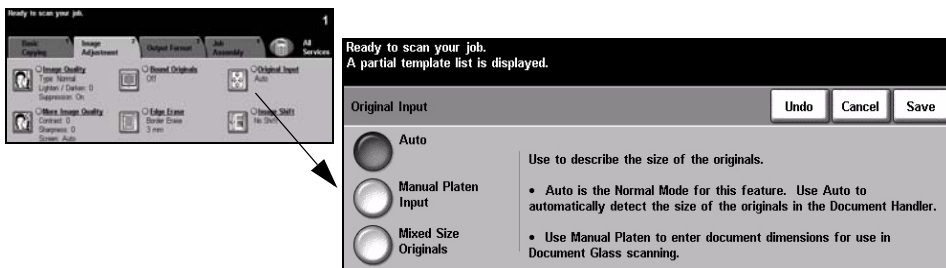 Ready to scan your job.
1
Basic Copying
Image Adjustment
2
Output Format
3
Job Assembly
4
All Services
Image Quality
Type: Normal
Lighten / Darken: 0
Suppression: On
Bound Originals
Off
Original Input
Auto
More Image Quality
Contrast: 0
Sharpness: 0
Screen: Auto
Edge Erase
Border Erase
3 mm
Image Shift
No Shift
Ready to scan your job.
A partial template list is displayed.
Original Input
Undo
Cancel
Save
Auto
Manual Platen
Input
Mixed Size
Originals
Use to describe the size of the originals.
• Auto is the Normal Mode for this feature. Use Auto to
automatically detect the size of the originals in the Document Handler.
• Use Manual Platen to enter document dimensions for use in
Document Glass scanning.